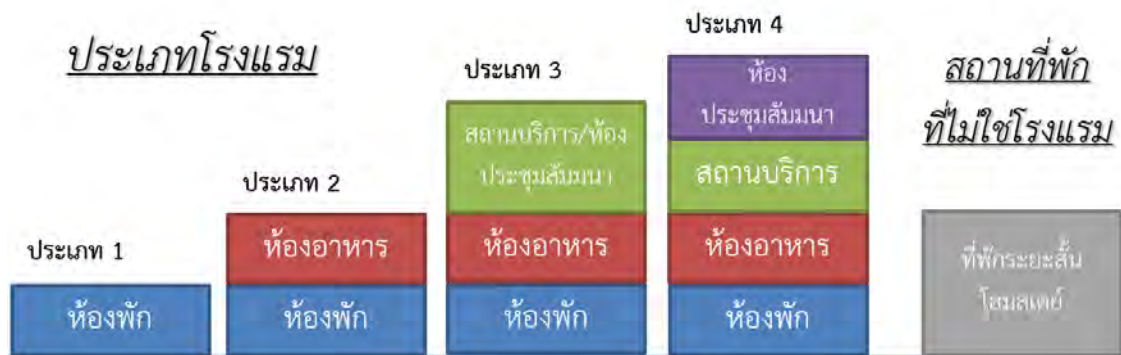 ประเภทโรงแรม
ประเภท 1
ห้องพัก
ประเภท 2
ห้องอาหาร
ห้องพัก
ประเภท 3
สถานบริการ/ห้อง
ประชุมสัมมนา
ห้องอาหาร
ห้องพัก
ประเภท 4
ห้อง
ประชุมสัมมนา
สถานบริการ
ห้องอาหาร
ห้องพัก
สถานที่พัก
ที่ไม่ใช่โรงแรม
ที่พักระยะสั้น
โฮมสเตย์